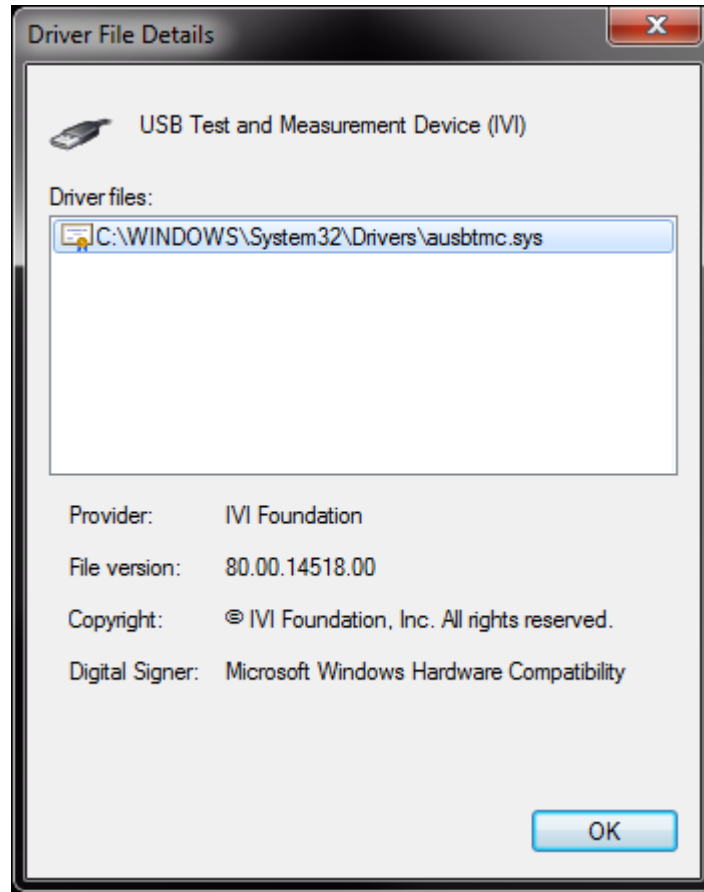 Driver File Details
USB Test and Measurement Device (IVI)
Driver files:
C:\WINDOWS\System32\Drivers\ausbtmc.sys
Provider: IVI Foundation
File version: 80.00.14518.00
Copyright: © IVI Foundation, Inc. All rights reserved.
Digital Signer: Microsoft Windows Hardware Compatibility
OK